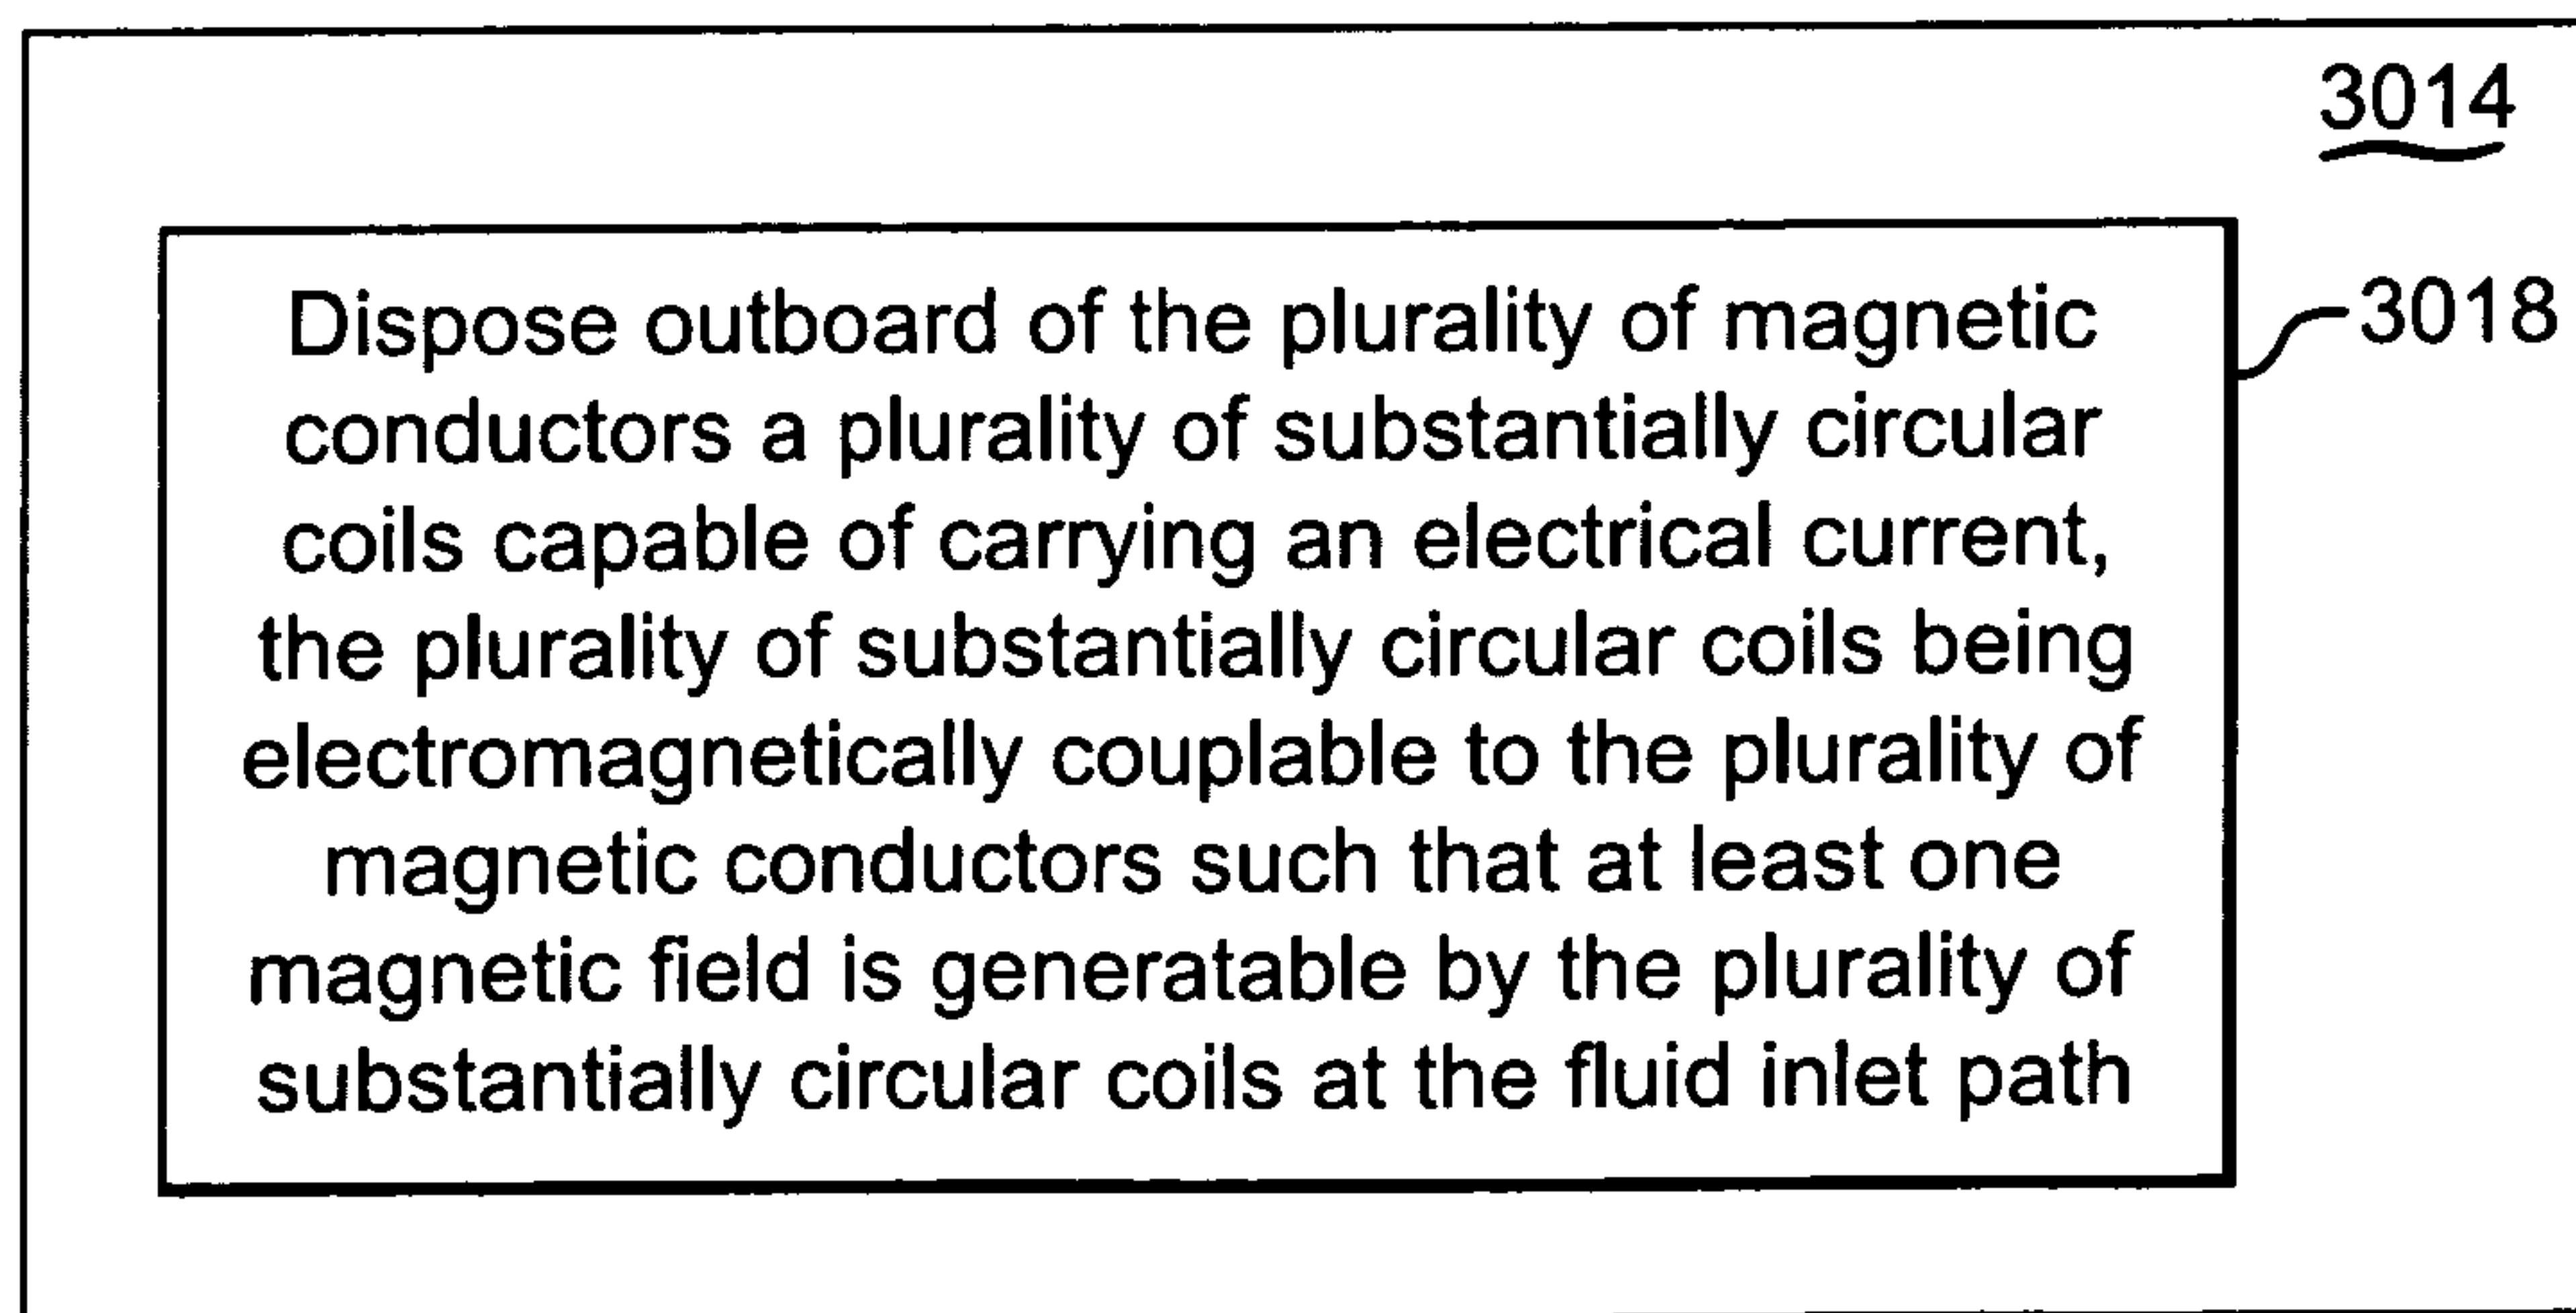 3014
Dispose outboard of the plurality of magnetic
conductors a plurality of substantially circular
coils capable of carrying an electrical current,
the plurality of substantially circular coils being
electromagnetically couplable to the plurality of
magnetic conductors such that at least one
magnetic field is generatable by the plurality of
substantially circular coils at the fluid inlet path
3018